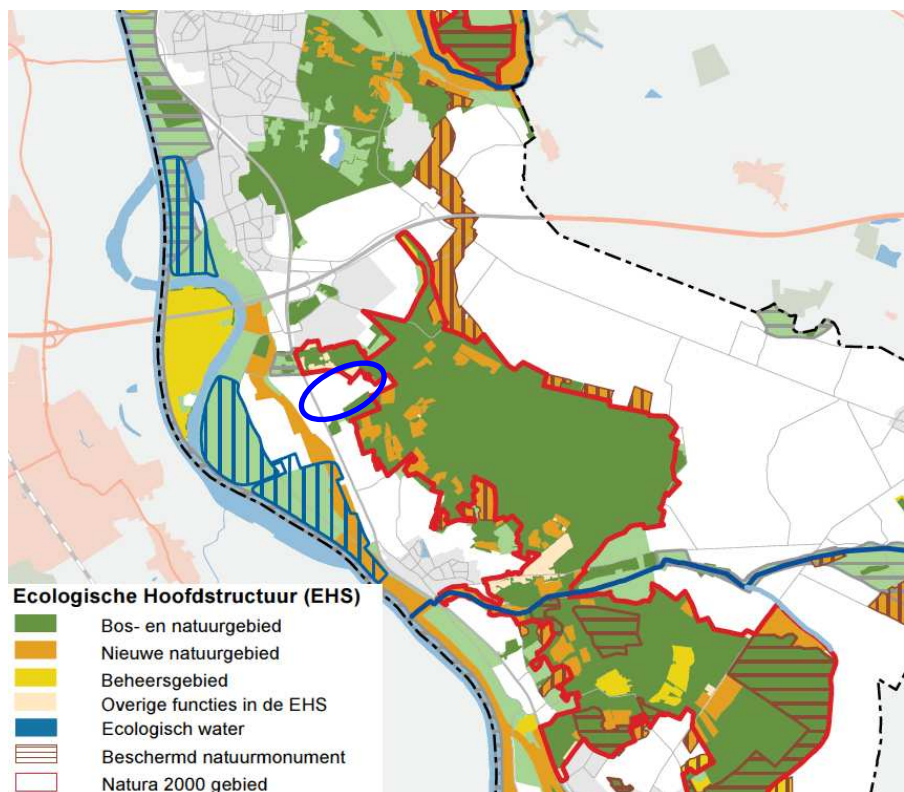 Ecologische Hoofdstructuur (EHS)
Bos- en natuurgebied
Nieuwe natuurgebied
Beheersgebied
Overige functies in de EHS
Ecologisch water
Beschermd natuurmonument
Natura 2000 gebied